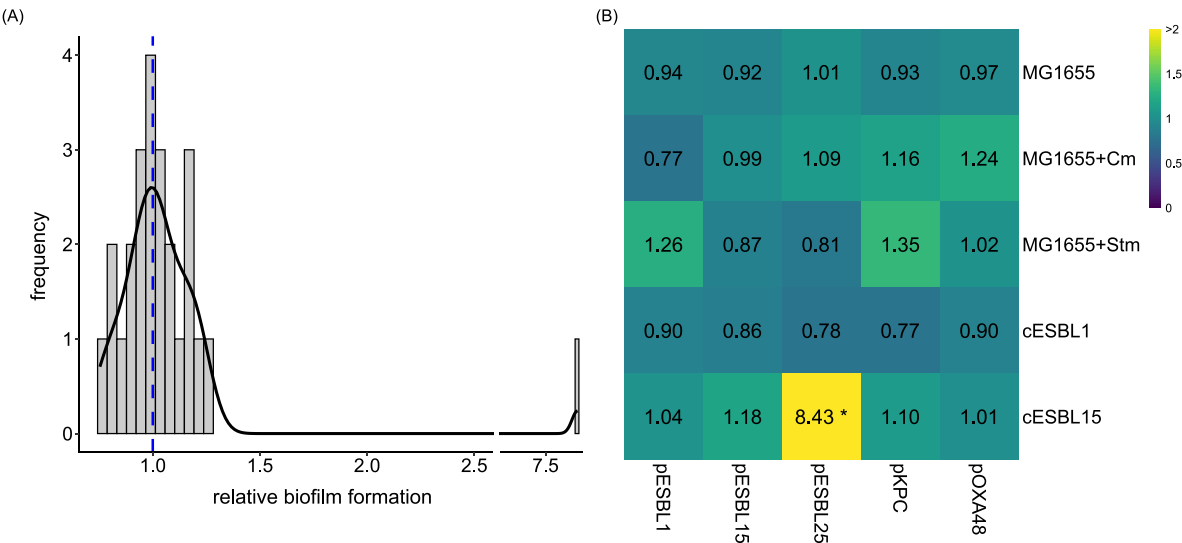 (A)
frequency
4
3
2
1
0
1.0
1.5
2.0
2.5
7.5
relative biofilm formation
(B)
0.94 0.92 1.01 0.93 0.97 MG1655
0.77 0.99 1.09 1.16 1.24 MG1655+Cm
1.26 0.87 0.81 1.35 1.02 MG1655+Stm
0.90 0.86 0.78 0.77 0.90 cESBL1
1.04 1.18 8.43 * 1.10 1.01 cESBL15
pESBL1
pESBL15
pESBL25
pKPC
pOXA48
>2
1.5
1
0.5
0